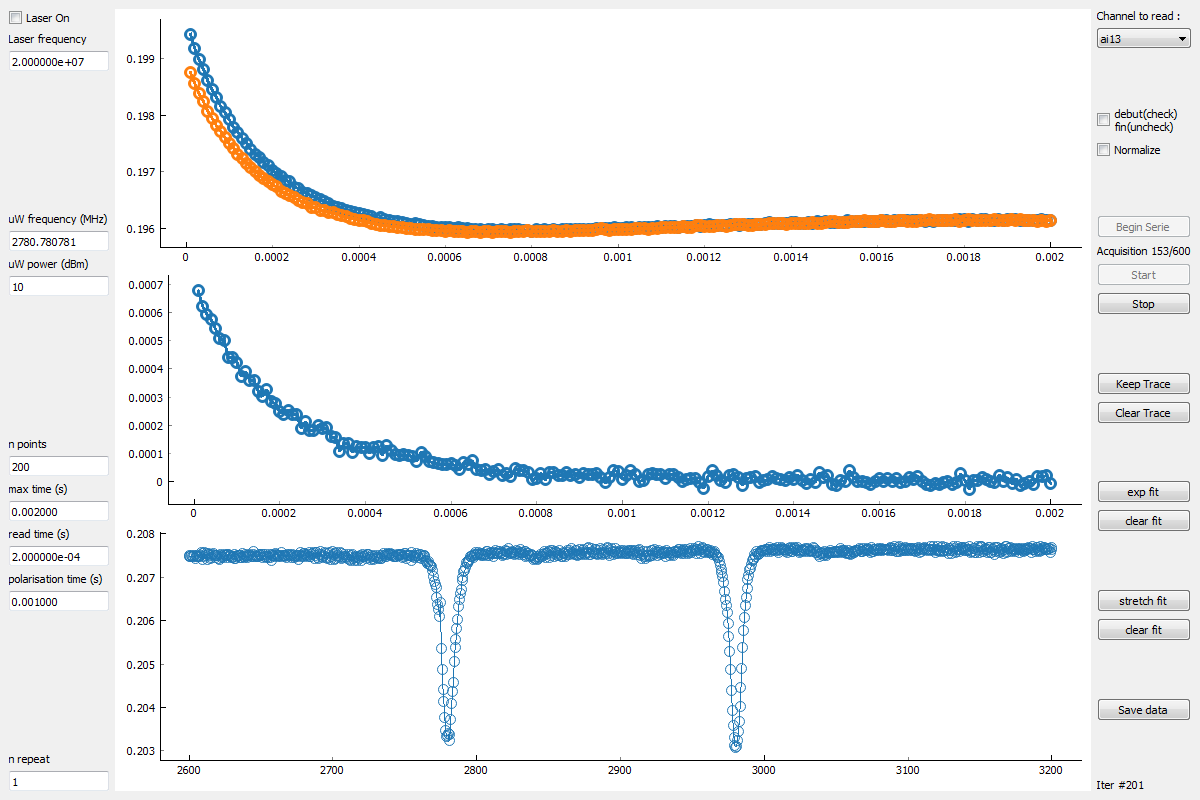 Laser On
Laser frequency
2.000000e+07
uW frequency (MHz)
2780.780781
uW power (dBm)
10
n points
200
max time (s)
0.002000
read time (s)
2.000000e-04
polarisation time (s)
0.001000
n repeat
1
0.199
0.198
0.197
0.196
0 0.0002 0.0004 0.0006 0.0008 0.001 0.0012 0.0014 0.0016 0.0018 0.002
0.0007
0.0006
0.0005
0.0004
0.0003
0.0002
0.0001
0
0 0.0002 0.0004 0.0006 0.0008 0.001 0.0012 0.0014 0.0016 0.0018 0.002
0.208
0.207
0.206
0.205
0.204
0.203
2600 2700 2800 2900 3000 3100 3200
Channel to read :
ai13
debut(check)
fin(uncheck)
Normalize
Begin Serie
Acquisition 153/600
Start
Stop
Keep Trace
Clear Trace
exp fit
clear fit
stretch fit
clear fit
Save data
Iter #201